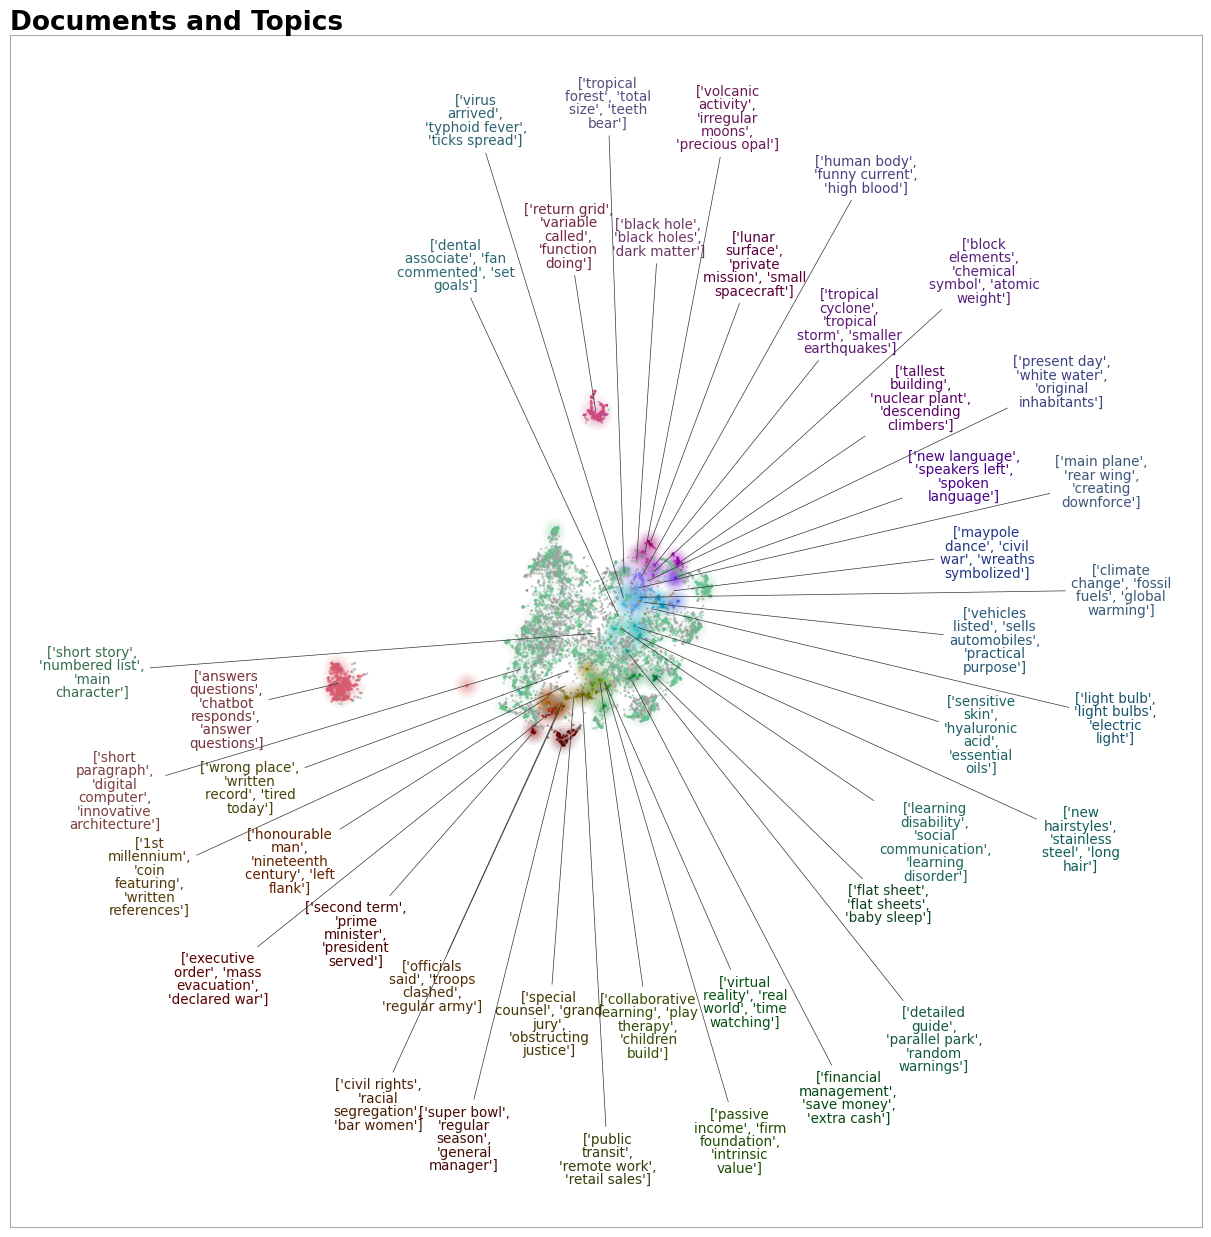 Documents and Topics
['virus
arrived',
'typhoid fever',
'ticks spread']
['tropical
forest', 'total
size', 'teeth
bear']
['volcanic
activity',
'irregular
moons',
'precious opal']
['human body',
'funny current',
'high blood']
['return grid',
'variable
called',
'function
doing']
['black hole',
'black holes',
'dark matter']
['lunar
surface',
'private
mission', 'small
spacecraft']
['dental
associate', 'fan
commented', 'set
goals']
['block
elements',
'chemical
symbol', 'atomic
weight']
['tropical
cyclone',
'tropical
storm', 'smaller
earthquakes']
['present day',
'white water',
'original
inhabitants']
['tallest
building',
'nuclear plant',
'descending
climbers']
['new language',
'speakers left',
'spoken
language']
['main plane',
'rear wing',
'creating
downforce']
['maypole
dance', 'civil
war', 'wreaths
symbolized']
['climate
change', 'fossil
fuels', 'global
warming']
['vehicles
listed', 'sells
automobiles',
'practical
purpose']
['short story',
'numbered list',
'main
character']
['answers
questions',
'chatbot
responds',
'answer
questions']
['light bulb',
'light bulbs',
'electric
light']
['sensitive
skin',
'hyaluronic
acid',
'essential
oils']
['short
paragraph',
'digital
computer',
'innovative
architecture']
['wrong place',
'written
record', 'tired
today']
['learning
disability',
'social
communication',
'learning
disorder']
['new
hairstyles',
'stainless
steel', 'long
hair']
['1st
millennium',
'coin
featuring',
'written
references']
['honourable
man',
'nineteenth
century', 'left
flank']
['flat sheet',
'flat sheets',
'baby sleep']
['second term',
'prime
minister',
'president
served']
['executive
order', 'mass
evacuation',
'declared war']
['officials
said', 'troops
clashed',
'regular army']
['special
counsel', 'grand
jury',
'obstructing
justice']
['collaborative
learning', 'play
therapy',
'children
build']
['virtual
reality', 'real
world', 'time
watching']
['detailed
guide',
'parallel park',
'random
warnings']
['financial
management',
'save money',
'extra cash']
['civil rights',
'racial
segregation',
'bar women']
['super bowl',
'regular
season',
'general
manager']
['public
transit',
'remote work',
'retail sales']
['passive
income', 'firm
foundation',
'intrinsic
value']